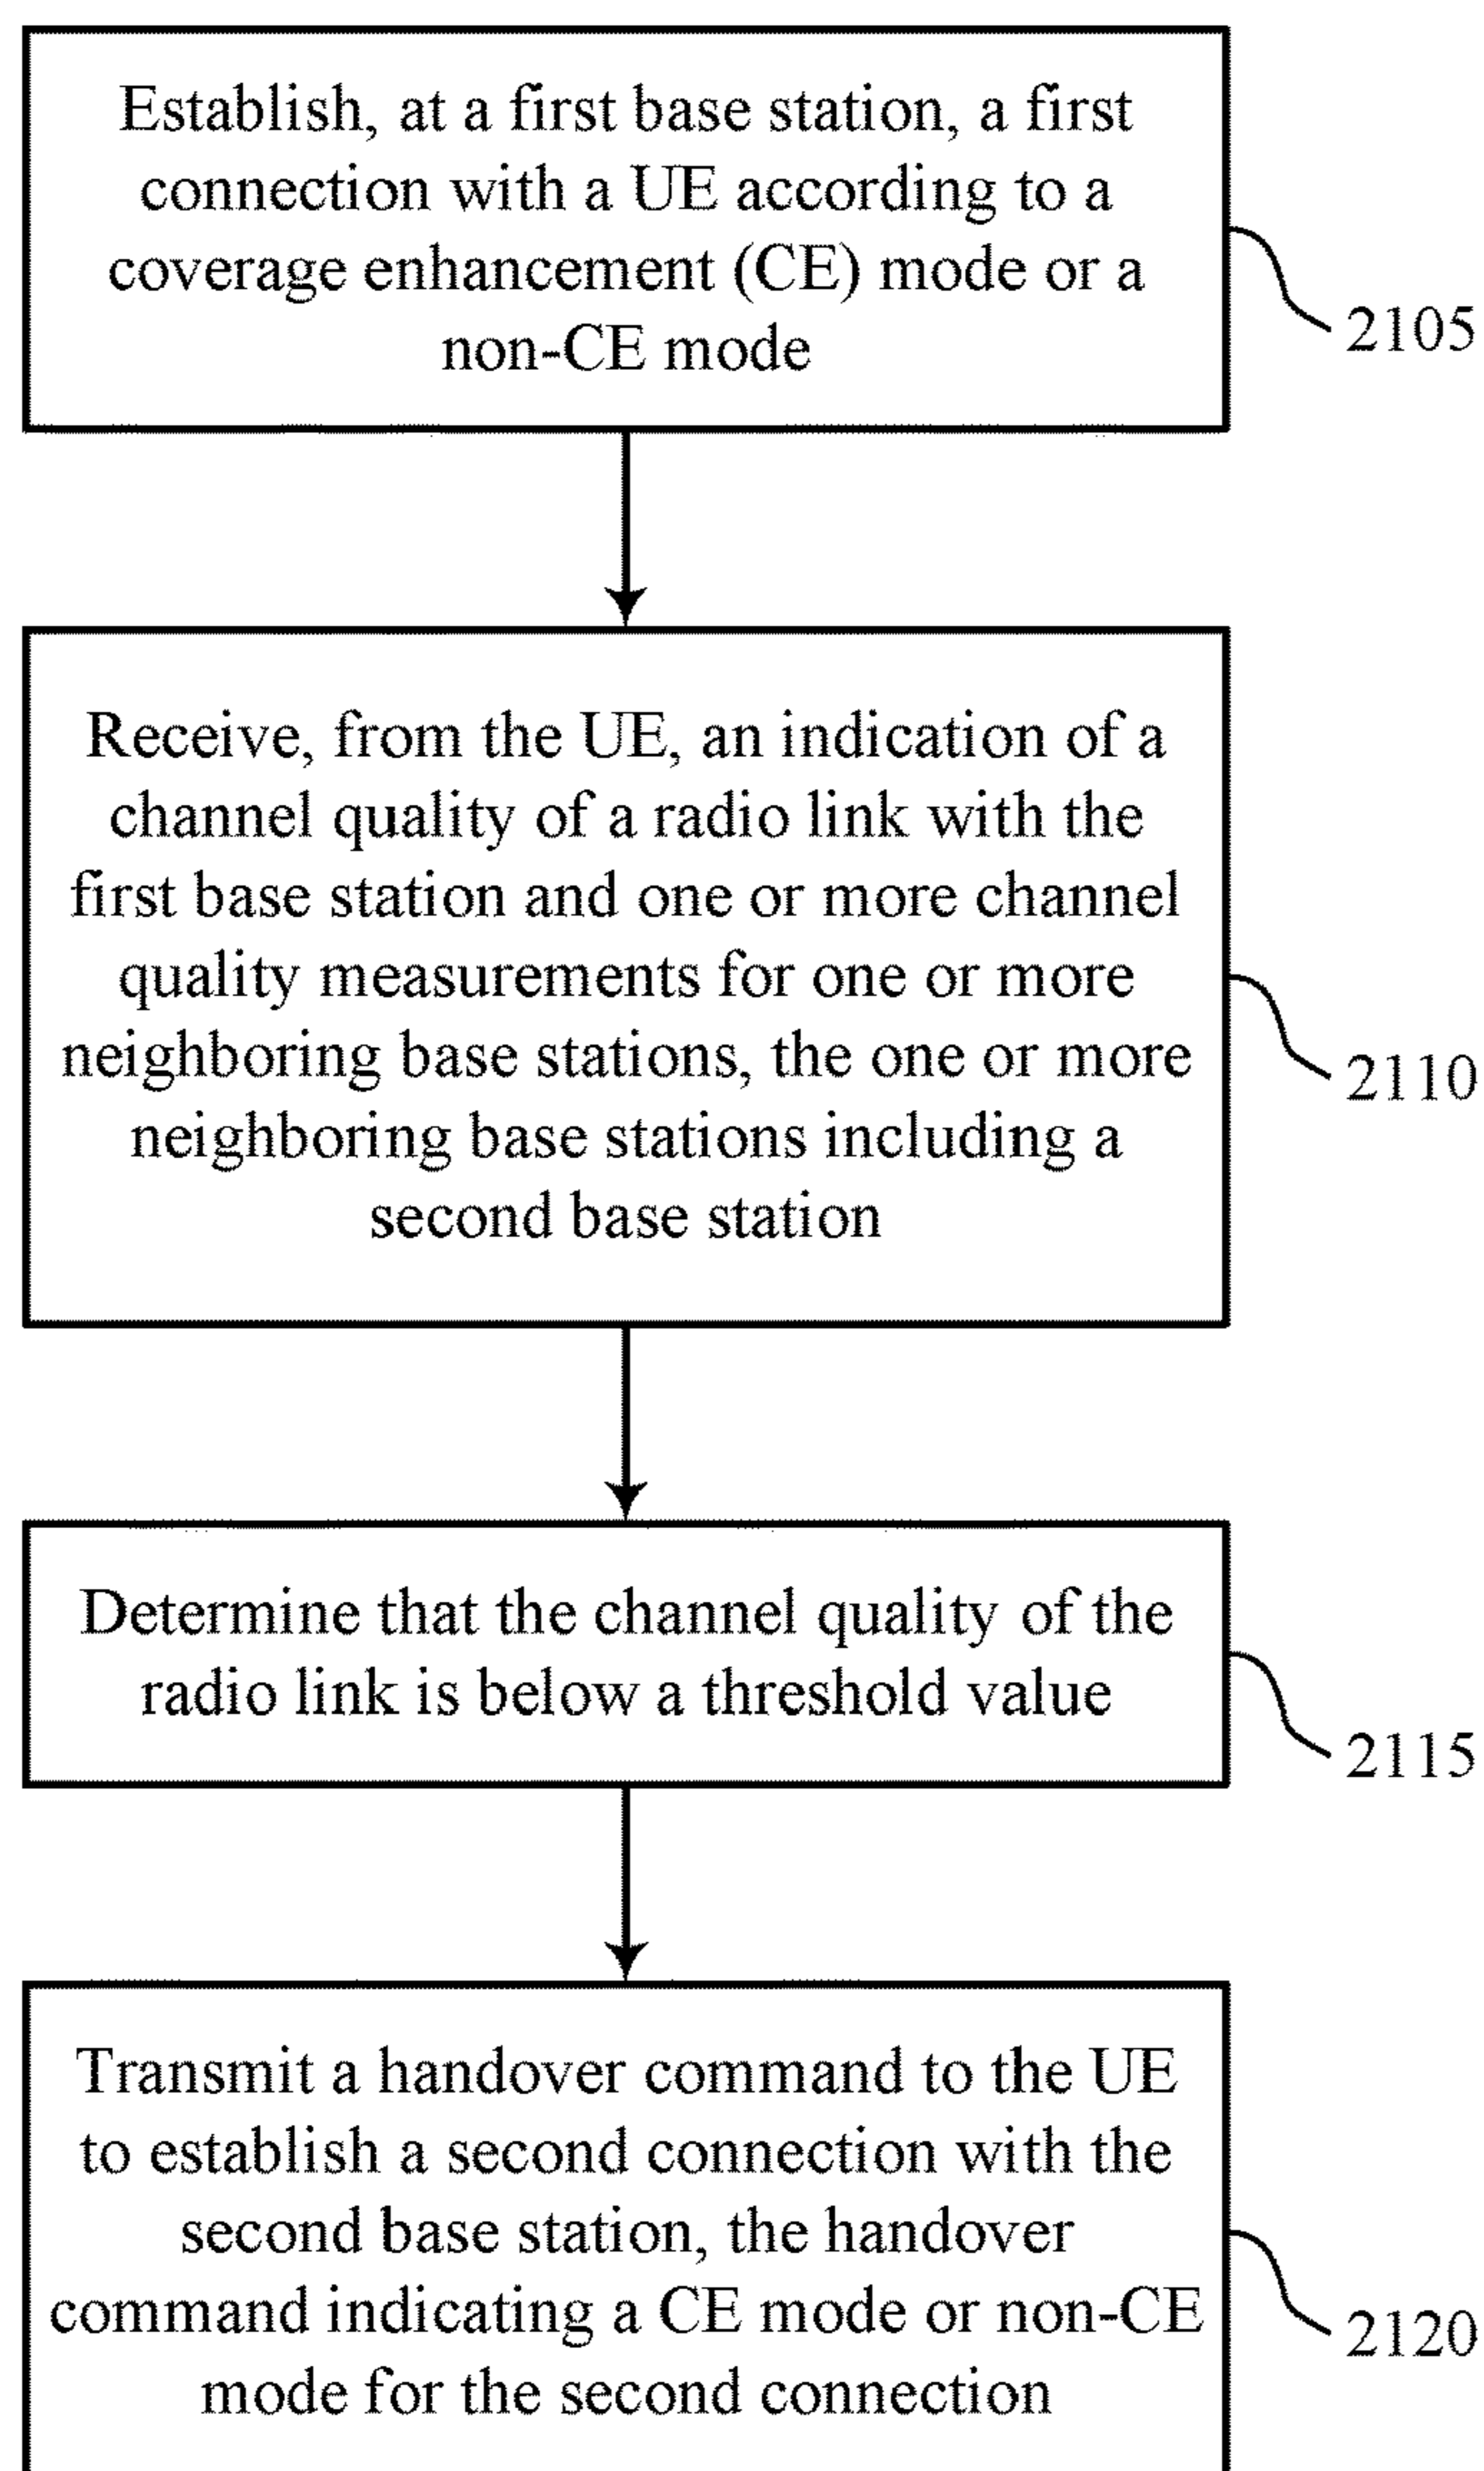 Establish, at a first base station, a first
connection with a UE according to a
coverage enhancement (CE) mode or a
non-CE mode
2105
Receive, from the UE, an indication of a
channel quality of a radio link with the
first base station and one or more channel
quality measurements for one or more
neighboring base stations, the one or more
neighboring base stations including a
second base station
2110
Determine that the channel quality of the
radio link is below a threshold value
2115
Transmit a handover command to the UE
to establish a second connection with the
second base station, the handover
command indicating a CE mode or non-CE
mode for the second connection
2120